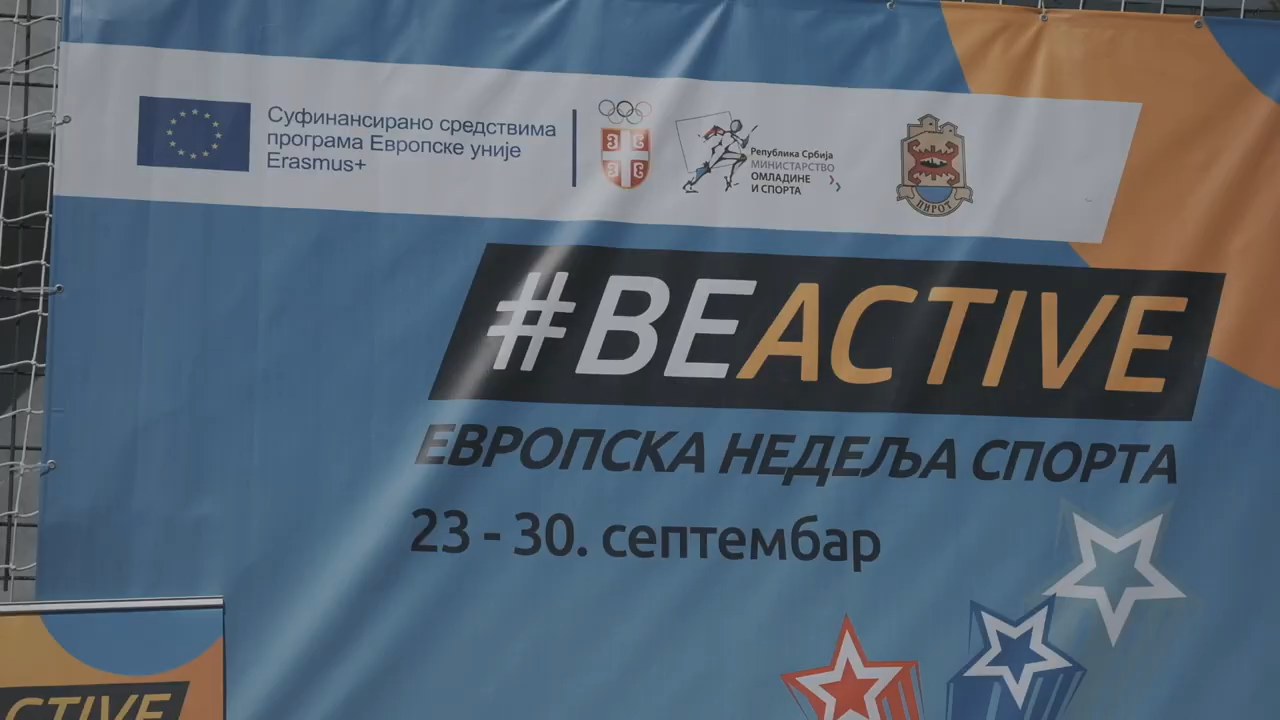 Суфинансирано средствима
програма Европске уније
Erasmus+
Република Србија
МИНИСТАРСТВО
ОМЛАДИНЕ
И СПОРТА
ПИРОТ
#BEACTIVE
ЕВРОПСКА НЕДЕЉА СПОРТА
23 - 30. септембар
CTIVE